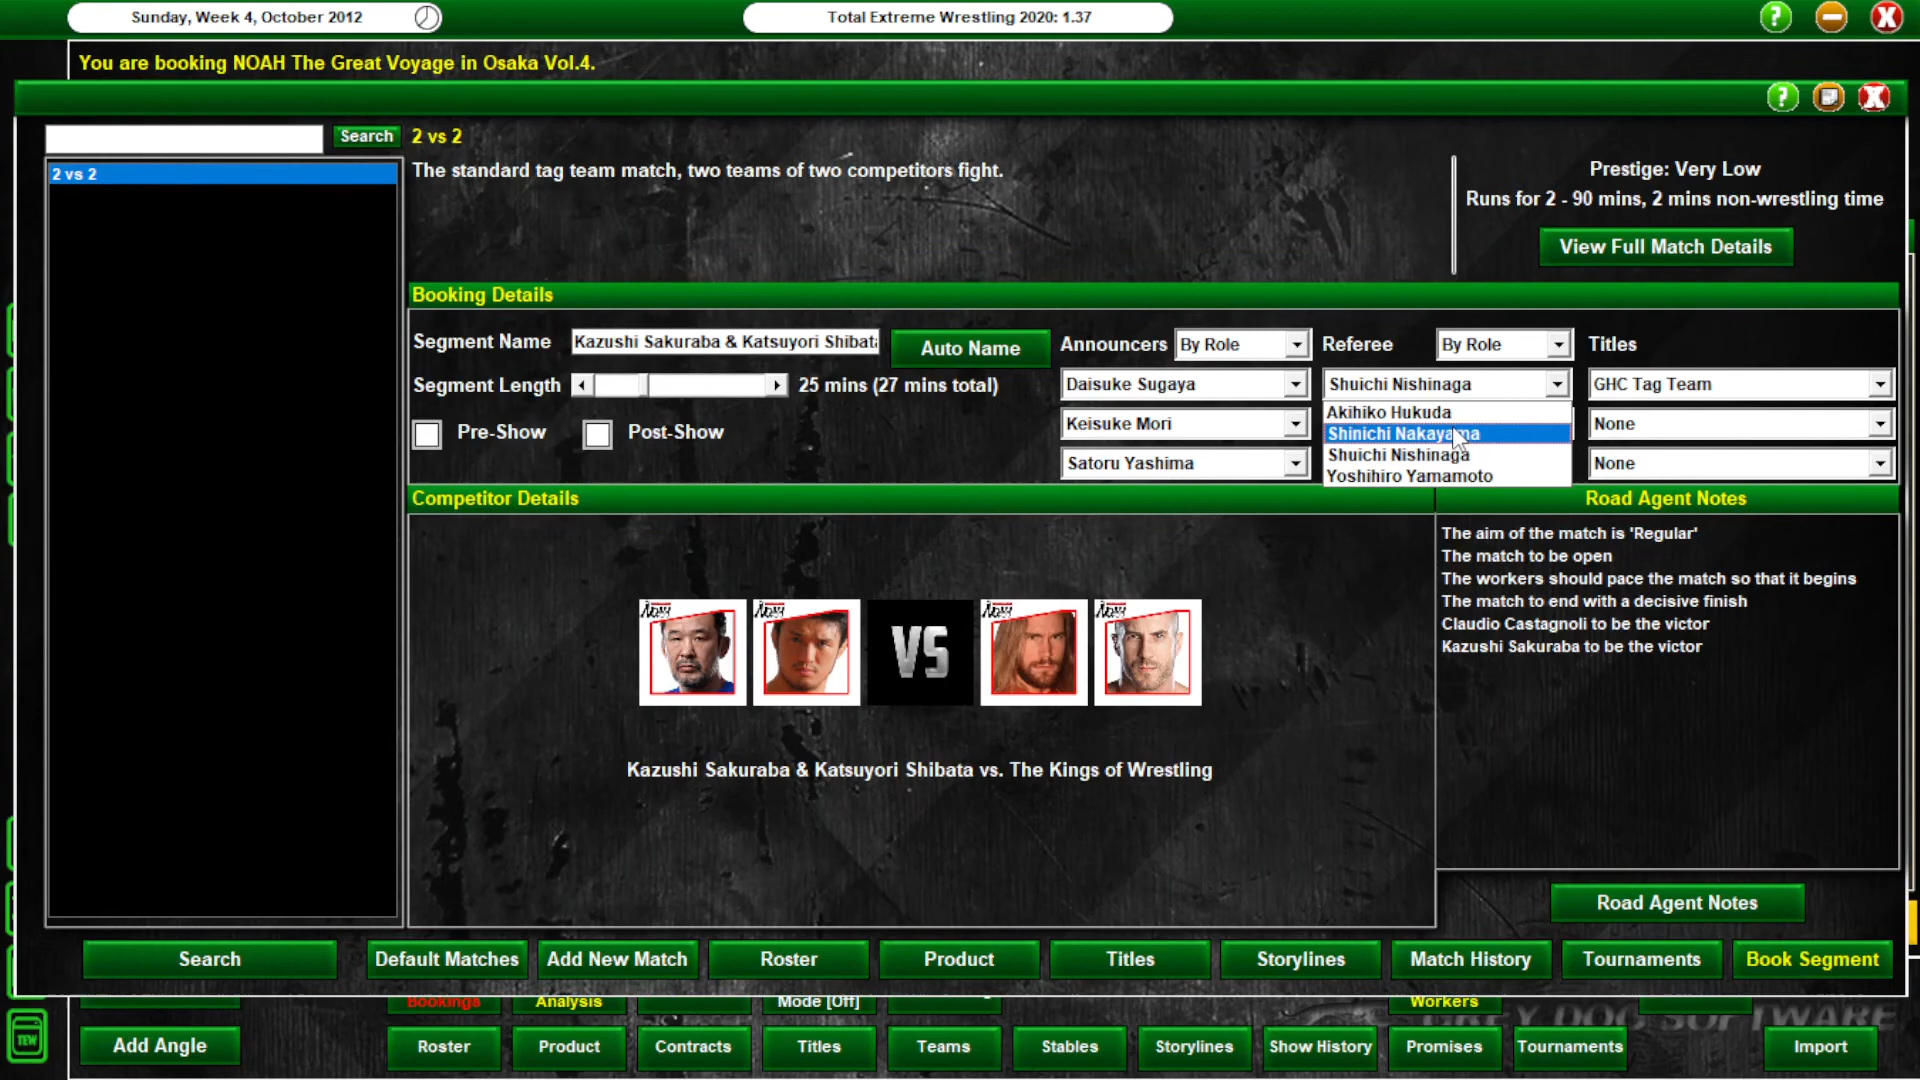 Sunday, Week 4, October 2012
Total Extreme Wrestling 2020: 1.37
You are booking NOAH The Great Voyage in Osaka Vol.4.
Search
2 vs 2
2 vs 2
The standard tag team match, two teams of two competitors fight.
Prestige: Very Low
Runs for 2 - 90 mins, 2 mins non-wrestling time
View Full Match Details
Booking Details
Segment Name
Kazushi Sakuraba & Katsuyori Shibata
Auto Name
Announcers
By Role
Referee
By Role
Titles
Segment Length
25 mins (27 mins total)
Daisuke Sugaya
Shuichi Nishinaga
GHC Tag Team
Akihiko Hukuda
Pre-Show
Post-Show
Keisuke Mori
Shinichi Nakayama
None
Shuichi Nishinaga
Satoru Yashima
Yoshihiro Yamamoto
None
Competitor Details
Road Agent Notes
The aim of the match is 'Regular'
The match to be open
The workers should pace the match so that it begins
The match to end with a decisive finish
Claudio Castagnoli to be the victor
Kazushi Sakuraba to be the victor
NOAH
NOAH
VS
NOAH
NOAH
Kazushi Sakuraba & Katsuyori Shibata vs. The Kings of Wrestling
Road Agent Notes
Search
Default Matches
Add New Match
Roster
Product
Titles
Storylines
Match History
Tournaments
Book Segment
Bookings
Analysis
Mode [Off]
Workers
GREY DOG SOFTWARE
TEW
Add Angle
Roster
Product
Contracts
Titles
Teams
Stables
Storylines
Show History
Promises
Tournaments
Import